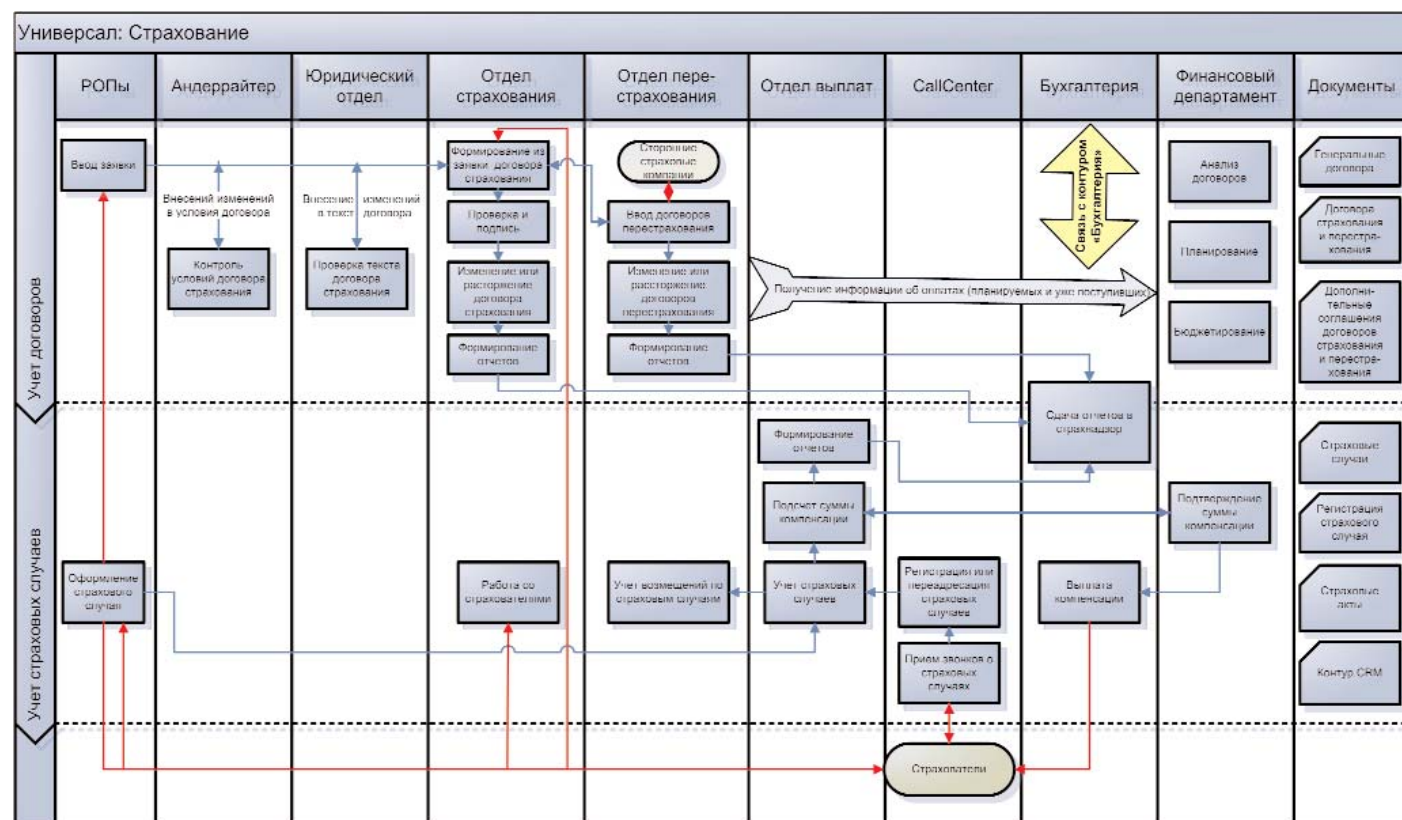 Универсал: Страхование
РОПы
Андеррайтер
Юридический
отдел
Отдел
страхования
Отдел пере-
страхования
Отдел выплат
CallCenter
Бухгалтерия
Финансовый
департамент
Документы
Учет договоров
Ввод заявки
Внесений изменений
в условия договора
Контроль
условий договора
страхования
Внесение изменений
в текст договора
Проверка текста
договора
страхования
Формирование из
заявки договора
страхования
Проверка и
подпись
Изменение или
расторжение
договора
страхования
Формирование
отчетов
Сторонние
страховые
компании
Ввод договоров
перестрахования
Изменение или
рассторжение
договоров
перестрахования
Формирование
отчетов
Получение информации об оплатах (планируемых и уже поступивших)
Связь с контуром
«Бухгалтерия»
Анализ
договоров
Планирование
Бюджетирование
Генеральные
договора
Договора
страхования
и перестра-
хования
Дополни-
тельные
соглашения
договоров
страхования
и перестра-
хования
Сдача отчетов в
страхнадзор
Учет страховых случаев
Оформление
страхового
случая
Работа со
страхователями
Учет возмещений по
страховым случаям
Формирование
отчетов
Подсчет суммы
компенсации
Учет страховых
случаев
Регистрация или
переадресация
страховых
случаев
Прием звонков о
страховых
случаях
Выплата
компенсации
Подтверждение
суммы
компенсации
Страховые
случаи
Регистрация
страхового
случая
Страховые
акты
Контур CRM
Страхователи